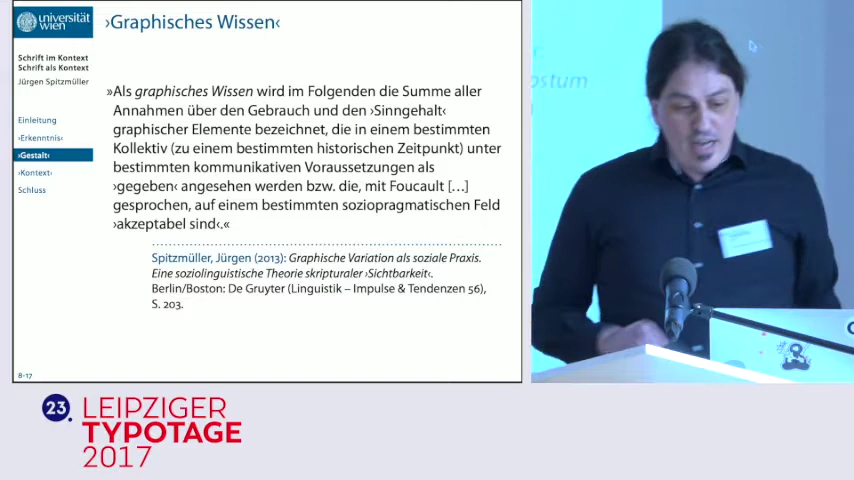 universität
wien
›Graphisches Wissen‹
Schrift im Kontext
Schrift als Kontext
Jürgen Spitzmüller
Einleitung
›Erkenntnis‹
›Gestalt‹
›Kontext‹
Schluss
»Als graphisches Wissen wird im Folgenden die Summe aller
Annahmen über den Gebrauch und den ›Sinngehalt‹
graphischer Elemente bezeichnet, die in einem bestimmten
Kollektiv (zu einem bestimmten historischen Zeitpunkt) unter
bestimmten kommunikativen Voraussetzungen als
›gegeben‹ angesehen werden bzw. die, mit Foucault […]
gesprochen, auf einem bestimmten soziopragmatischen Feld
›akzeptabel sind‹.«
Spitzmüller, Jürgen (2013): Graphische Variation als soziale Praxis.
Eine soziolinguistische Theorie skripturaler ›Sichtbarkeit‹.
Berlin/Boston: De Gruyter (Linguistik – Impulse & Tendenzen 56),
S. 203.
8-17
23.
LEIPZIGER
TYPOTAGE
2017